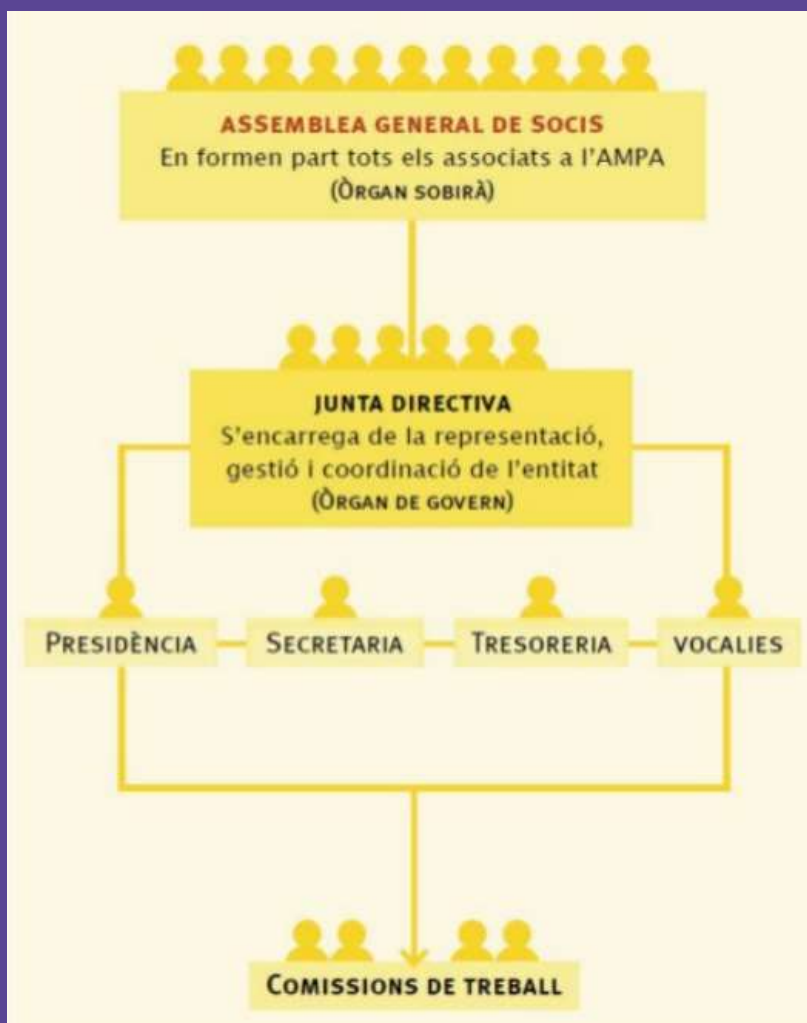 ASSEMBLEA GENERAL DE SOCIS
En formen part tots els associats a l'AMPA
(ÒRGAN SOBIRÀ)
JUNTA DIRECTIVA
S'encarrega de la representació,
gestió i coordinació de l'entitat
(ÒRGAN DE GOVERN)
PRESIDÈNCIA SECRETARIA TRESORERIA VOCALIES
COMISSIONS DE TREBALL